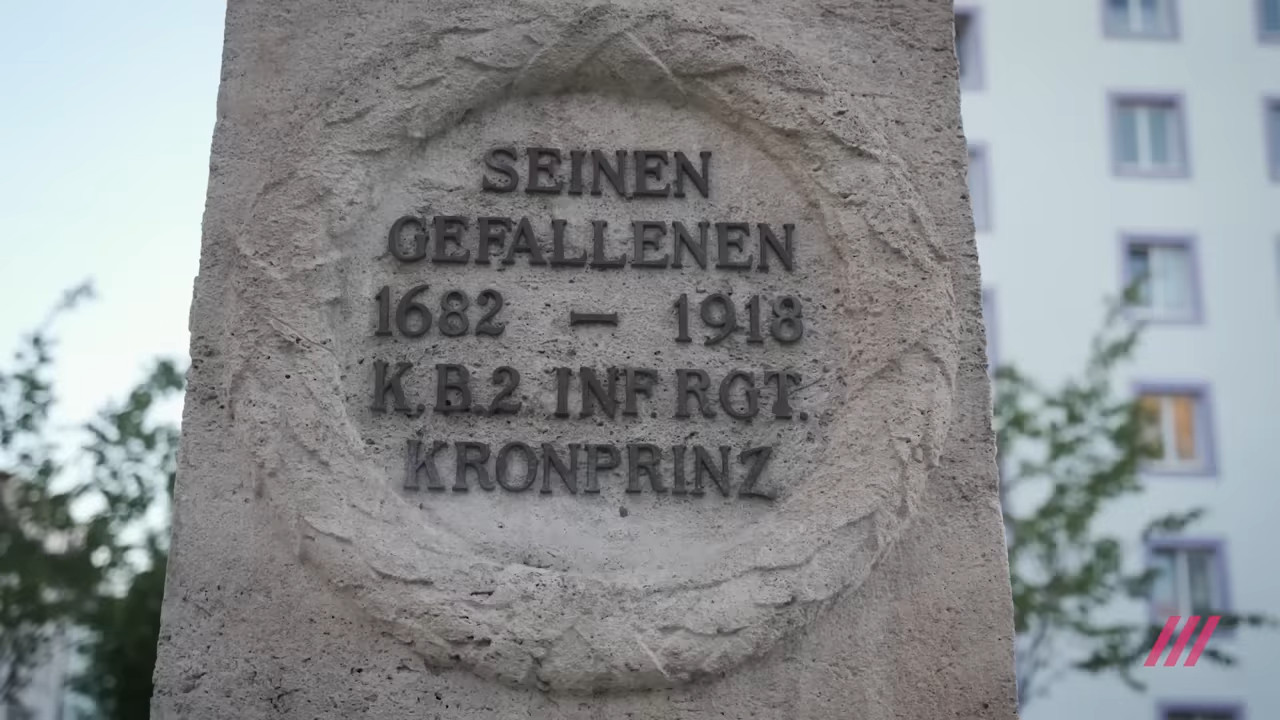 SEINEN
GEFALLENEN
1682 – 1918
K.B.2. INF.RGT.
KRONPRINZ